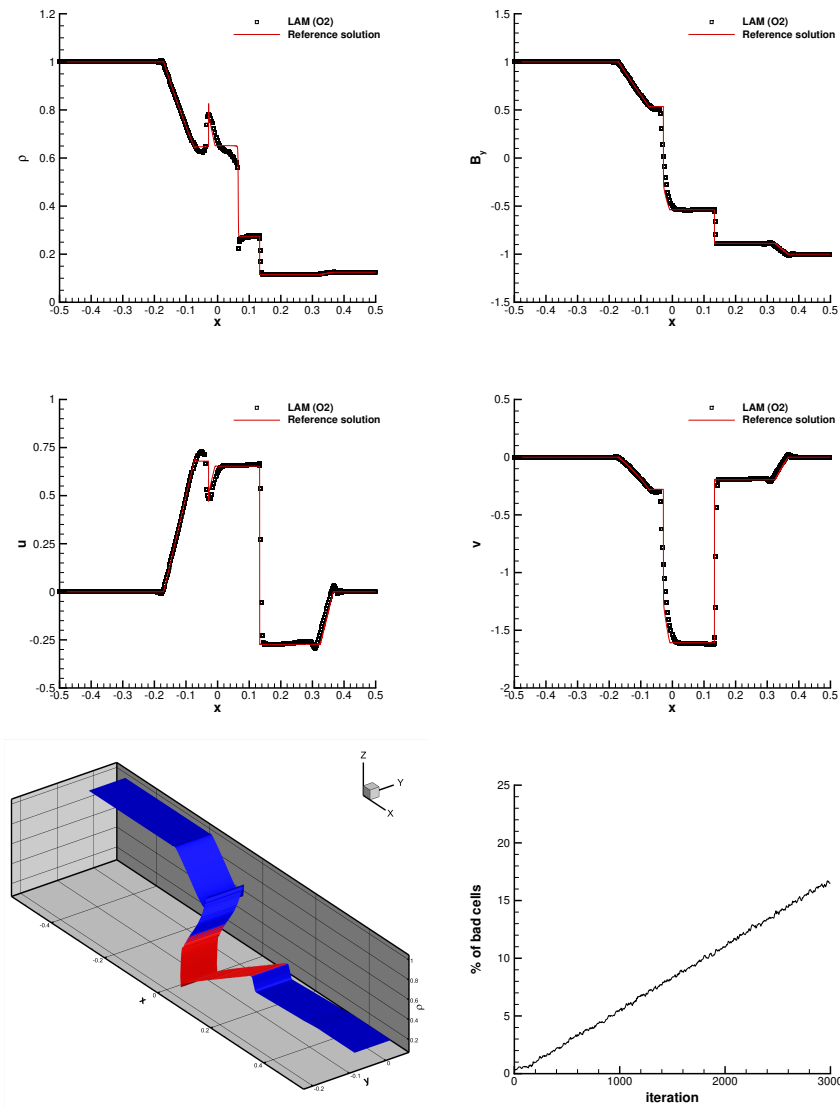 LAM (O2)
Reference solution
ρ
1.2
1
0.8
0.6
0.4
0.2
0
-0.5 -0.4 -0.3 -0.2 -0.1 0 0.1 0.2 0.3 0.4 0.5
x
LAM (O2)
Reference solution
B_y
1.5
1
0.5
0
-0.5
-1
-1.5
-0.5 -0.4 -0.3 -0.2 -0.1 0 0.1 0.2 0.3 0.4 0.5
x
LAM (O2)
Reference solution
u
1
0.75
0.5
0.25
0
-0.25
-0.5
-0.5 -0.4 -0.3 -0.2 -0.1 0 0.1 0.2 0.3 0.4 0.5
x
LAM (O2)
Reference solution
v
0.5
0
-0.5
-1
-1.5
-2
-0.5 -0.4 -0.3 -0.2 -0.1 0 0.1 0.2 0.3 0.4 0.5
x
Z
Y
X
-0.4
-0.2
0
0.2
0.4
x
-0.2
-0.1
0
y
1
0.8
0.6
0.4
0.2
ρ
25
20
15
10
5
0
% of bad cells
0 1000 2000 3000
iteration